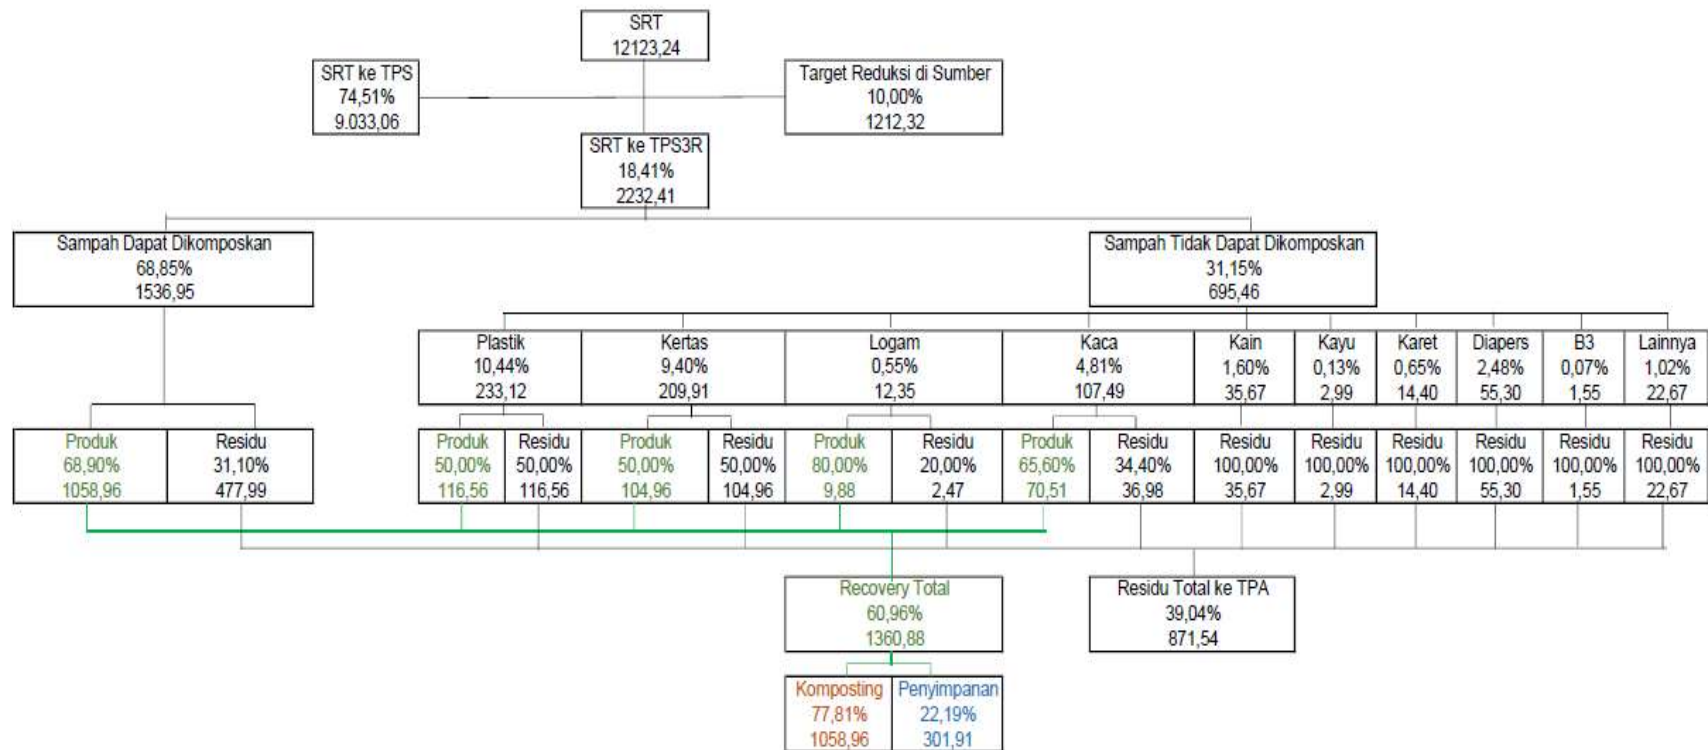 SRT
12123,24
SRT ke TPS
74,51%
9.033,06
Target Reduksi di Sumber
10,00%
1212,32
SRT ke TPS3R
18,41%
2232,41
Sampah Dapat Dikomposkan
68,85%
1536,95
Sampah Tidak Dapat Dikomposkan
31,15%
695,46
Plastik
10,44%
233,12
Kertas
9,40%
209,91
Logam
0,55%
12,35
Kaca
4,81%
107,49
Kain
1,60%
35,67
Kayu
0,13%
2,99
Karet
0,65%
14,40
Diapers
2,48%
55,30
B3
0,07%
1,55
Lainnya
1,02%
22,67
Produk
68,90%
1058,96
Residu
31,10%
477,99
Produk
50,00%
116,56
Residu
50,00%
116,56
Produk
50,00%
104,96
Residu
50,00%
104,96
Produk
80,00%
9,88
Residu
20,00%
2,47
Produk
65,60%
70,51
Residu
34,40%
36,98
Residu
100,00%
35,67
Residu
100,00%
2,99
Residu
100,00%
14,40
Residu
100,00%
55,30
Residu
100,00%
1,55
Residu
100,00%
22,67
Recovery Total
60,96%
1360,88
Residu Total ke TPA
39,04%
871,54
Komposting
77,81%
1058,96
Penyimpanan
22,19%
301,91